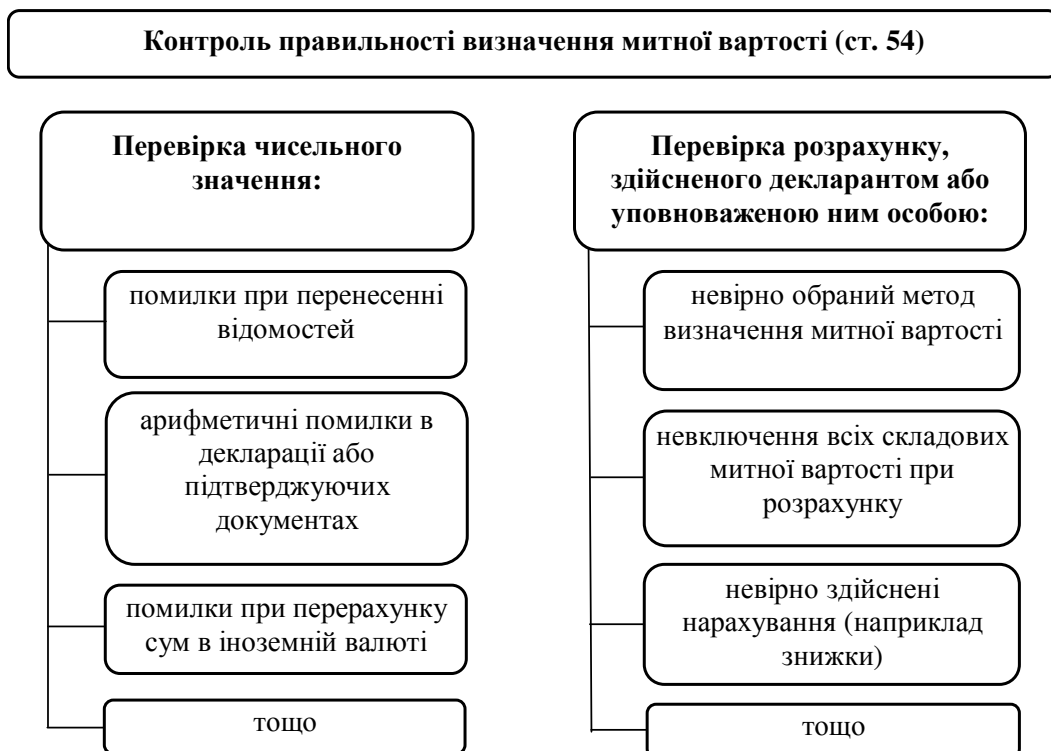 Контроль правильності визначення митної вартості (ст. 54)
Перевірка чисельного
значення:
помилки при перенесенні
відомостей
арифметичні помилки в
декларації або
підтверджуючих
документах
помилки при перерахунку
сум в іноземній валюті
тощо
Перевірка розрахунку,
здійсненого декларантом або
уповноваженою ним особою:
невірно обраний метод
визначення митної вартості
невключення всіх складових
митної вартості при
розрахунку
невірно здійснені
нарахування (наприклад
знижки)
тощо